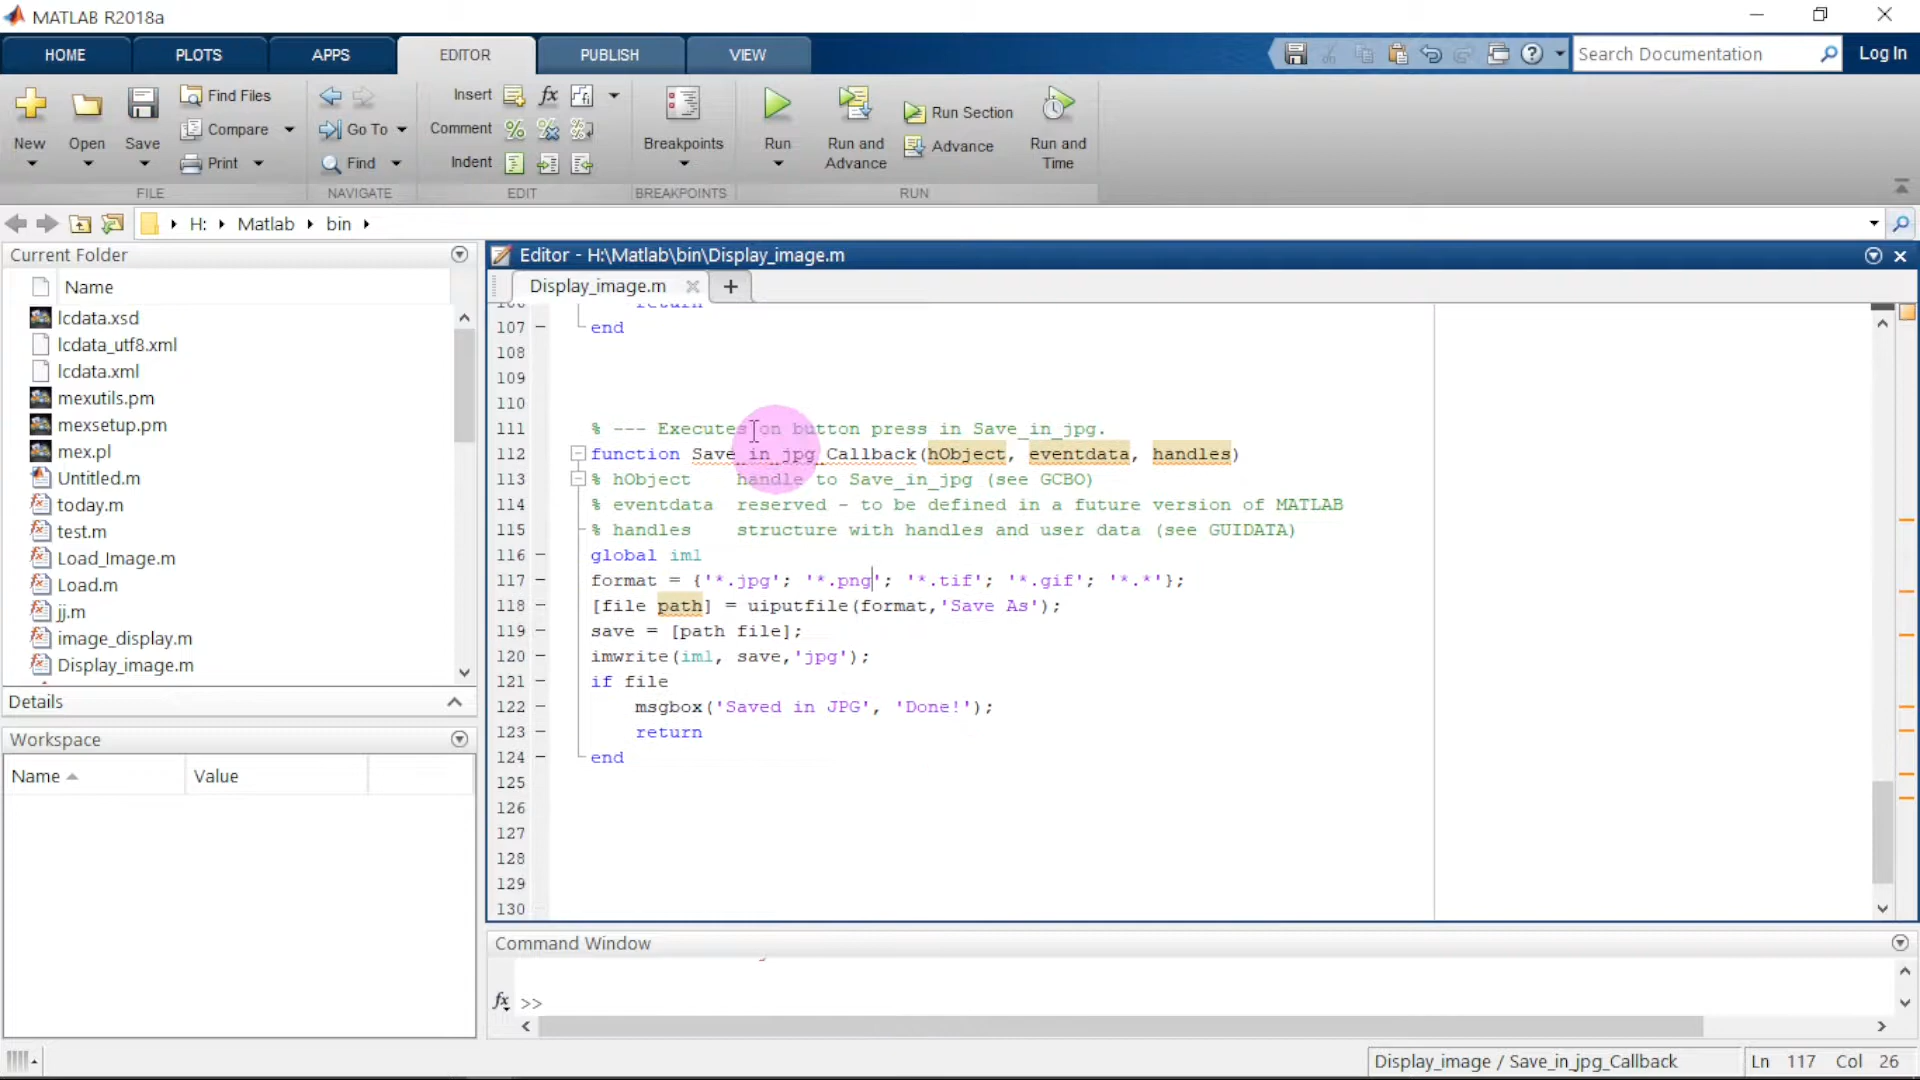 MATLAB R2018a
HOME PLOTS APPS EDITOR PUBLISH VIEW
Search Documentation
Log In
New
Open
Save
Find Files
Compare
Print
Go To
Find
Insert
Comment
Indent
Breakpoints
Run
Run and
Advance
Run Section
Advance
Run and
Time
FILE NAVIGATE EDIT BREAKPOINTS RUN
H: Matlab bin
Current Folder
Name
lcdata.xsd
lcdata_utf8.xml
lcdata.xml
mexutils.pm
mexsetup.pm
mex.pl
Untitled.m
today.m
test.m
Load_Image.m
Load.m
jj.m
image_display.m
Display_image.m
Details
Workspace
Name Value
Editor - H:\Matlab\bin\Display_image.m
Display_image.m
107 end
108
109
110
111 % --- Executes on button press in Save_in_jpg.
112 function Save_in_jpg_Callback(hObject, eventdata, handles)
113 % hObject    handle to Save_in_jpg (see GCBO)
114 % eventdata  reserved - to be defined in a future version of MATLAB
115 % handles    structure with handles and user data (see GUIDATA)
116 global iml
117 format = {'*.jpg'; '*.png'; '*.tif'; '*.gif'; '*.*'};
118 [file path] = uiputfile(format,'Save As');
119 save = [path file];
120 imwrite(iml, save,'jpg');
121 if file
122     msgbox('Saved in JPG', 'Done!');
123     return
124 end
125
126
127
128
129
130
Command Window
fx >>
Display_image / Save_in_jpg_Callback
Ln 117 Col 26